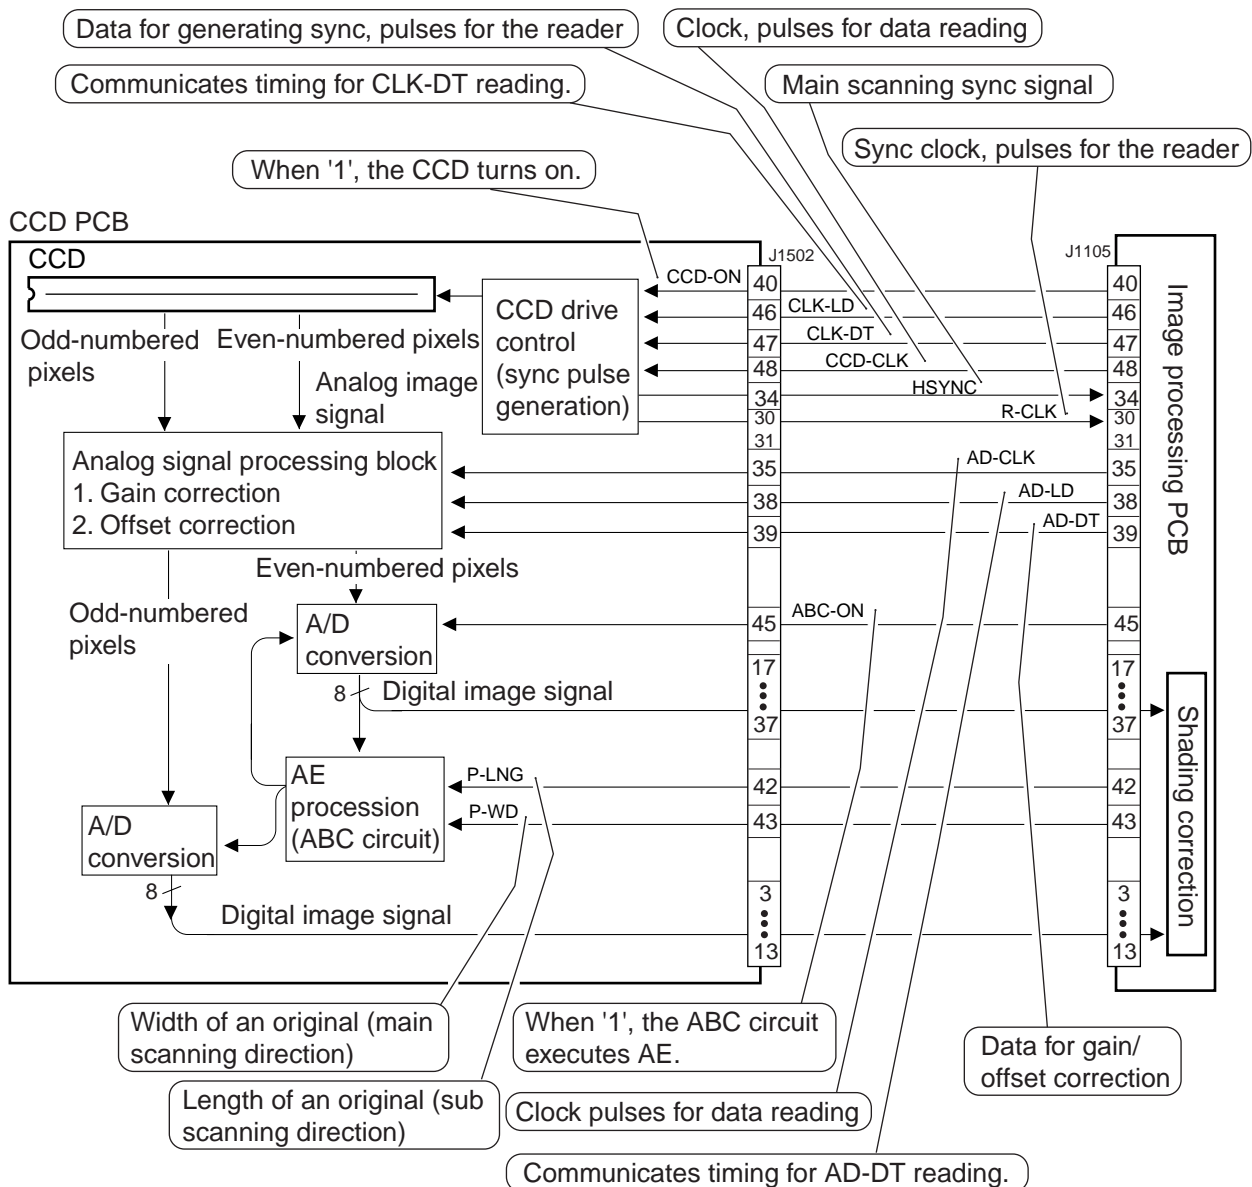 Data for generating sync, pulses for the reader
Clock, pulses for data reading
Communicates timing for CLK-DT reading.
Main scanning sync signal
Sync clock, pulses for the reader
When '1', the CCD turns on.
CCD PCB
CCD
Odd-numbered
pixels
Even-numbered pixels
Analog image
signal
CCD drive
control
(sync pulse
generation)
J1502
J1105
CCD-ON
40
40
46
CLK-LD
46
47
CLK-DT
47
48
CCD-CLK
48
34
HSYNC
34
30
R-CLK
30
31
31
Image processing PCB
Analog signal processing block
1. Gain correction
2. Offset correction
35
AD-CLK
35
38
AD-LD
38
39
AD-DT
39
Even-numbered pixels
Odd-numbered
pixels
A/D
conversion
45
ABC-ON
45
8
Digital image signal
17
37
17
37
Shading correction
AE
procession
(ABC circuit)
P-LNG
42
42
P-WD
43
43
A/D
conversion
8
Digital image signal
3
13
3
13
Width of an original (main
scanning direction)
When '1', the ABC circuit
executes AE.
Data for gain/
offset correction
Length of an original (sub
scanning direction)
Clock pulses for data reading
Communicates timing for AD-DT reading.